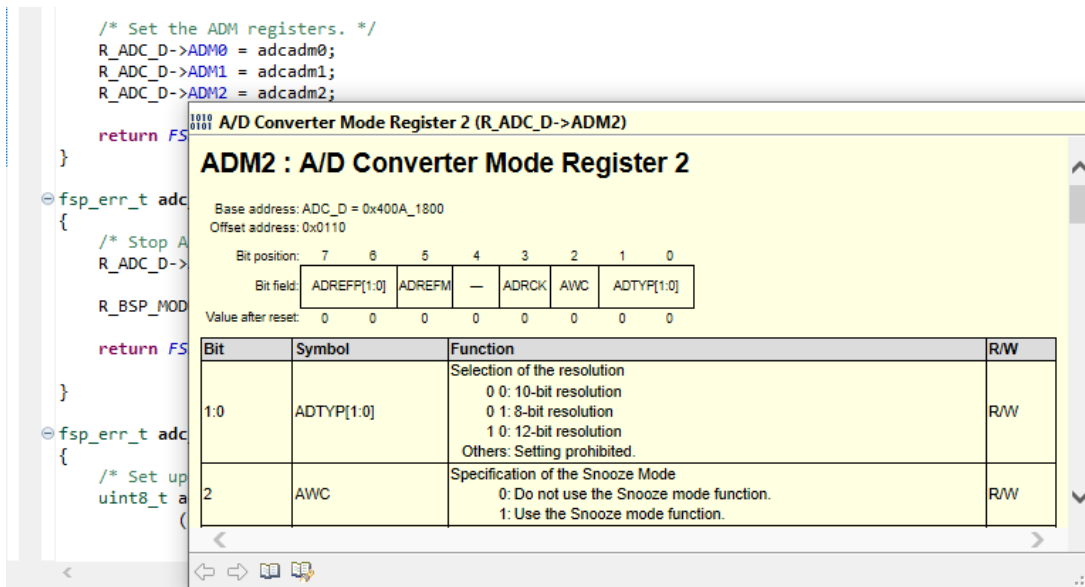 /* Set the ADM registers. */
R_ADC_D->ADM0 = adcadm0;
R_ADC_D->ADM1 = adcadm1;
R_ADC_D->ADM2 = adcadm2;
return FS
}
fsp_err_t adc
{
/* Stop A
R_ADC_D->
R_BSP_MOD
return FS
}
fsp_err_t adc
{
/* Set up
uint8_t a
(
1010
0101
A/D Converter Mode Register 2 (R_ADC_D->ADM2)
ADM2 : A/D Converter Mode Register 2
Base address: ADC_D = 0x400A_1800
Offset address: 0x0110
Bit position: 7 6 5 4 3 2 1 0
Bit field: ADREFP[1:0] ADREFM — ADRCK AWC ADTYP[1:0]
Value after reset: 0 0 0 0 0 0 0 0
Bit Symbol Function R/W
1:0 ADTYP[1:0] Selection of the resolution R/W
0 0: 10-bit resolution
0 1: 8-bit resolution
1 0: 12-bit resolution
Others: Setting prohibited.
2 AWC Specification of the Snooze Mode R/W
0: Do not use the Snooze mode function.
1: Use the Snooze mode function.